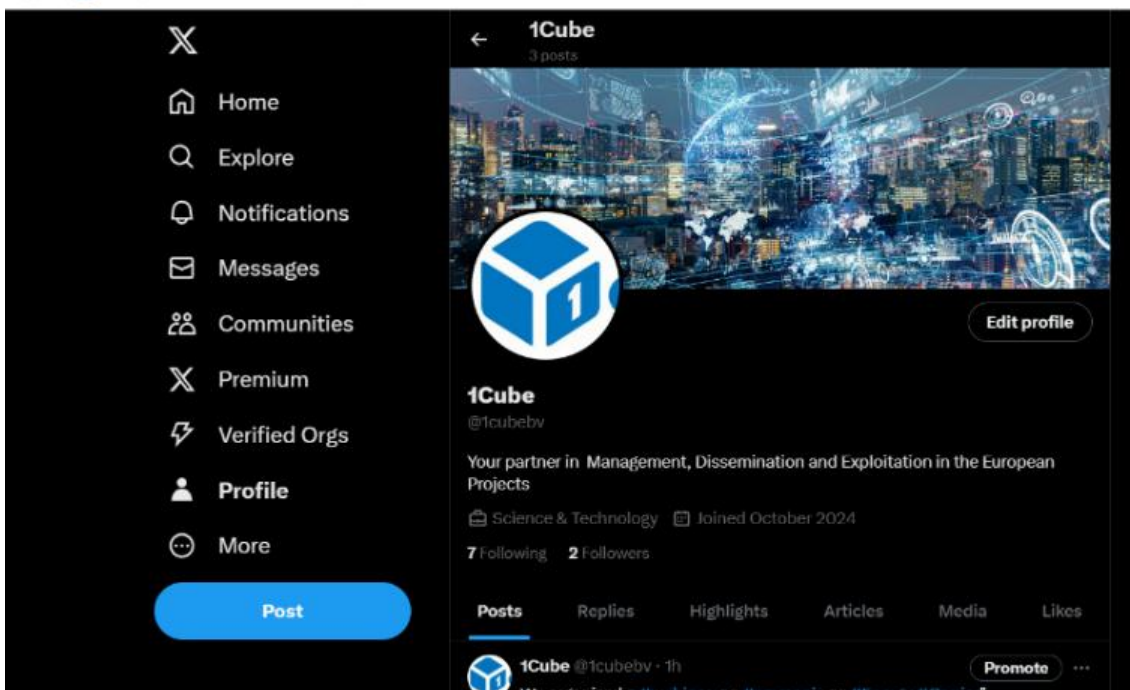 1Cube
3 posts
Home
Explore
Notifications
Messages
Communities
Premium
Verified Orgs
Profile
More
Post
1
Edit profile
1Cube
@1cubebv
Your partner in Management, Dissemination and Exploitation in the European
Projects
Science & Technology Joined October 2024
7 Following 2 Followers
Posts Replies Highlights Articles Media Likes
1Cube @1cubebv · 1h
Promote